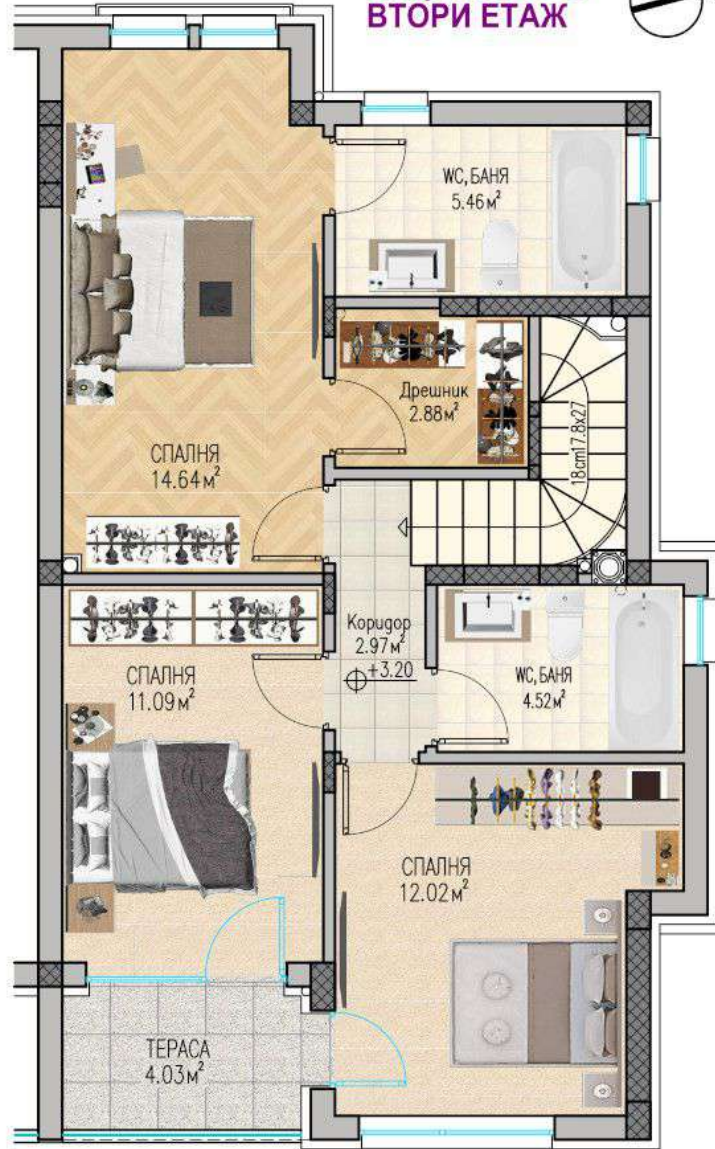 ВТОРИ ЕТАЖ
WC,БАНЯ
5.46м²
Дрешник
2.88м²
18cm17.8x27
СПАЛНЯ
14.64м²
Коридор
2.97м²
+3.20
СПАЛНЯ
11.09м²
WC,БАНЯ
4.52м²
СПАЛНЯ
12.02м²
ТЕРАСА
4.03м²